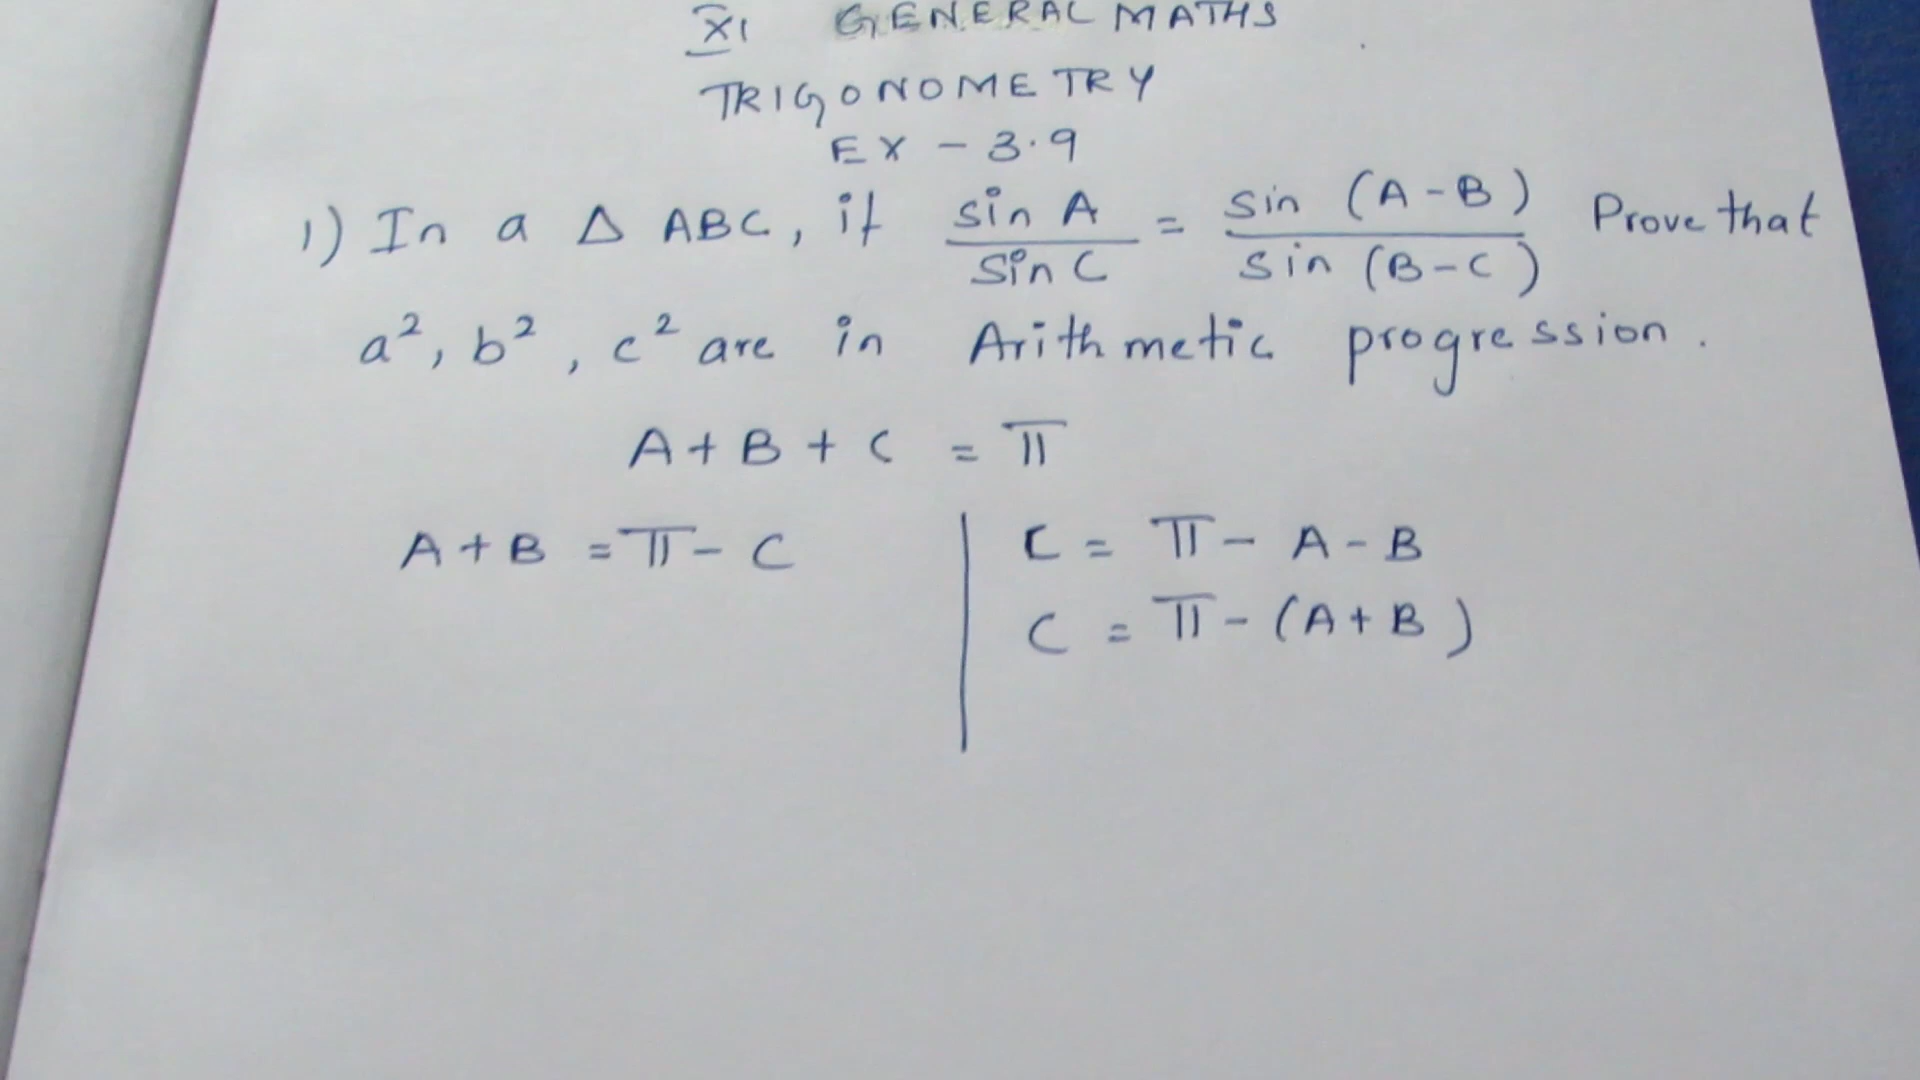 XI GENERAL MATHS
TRIGONOMETRY
EX - 3.9
1) In a Δ ABC, if sin A / sin C = sin (A-B) / sin (B-C) Prove that
a², b², c² are in Arithmetic progression.
A + B + C = π
A + B = π - C
C = π - A - B
C = π - (A + B)